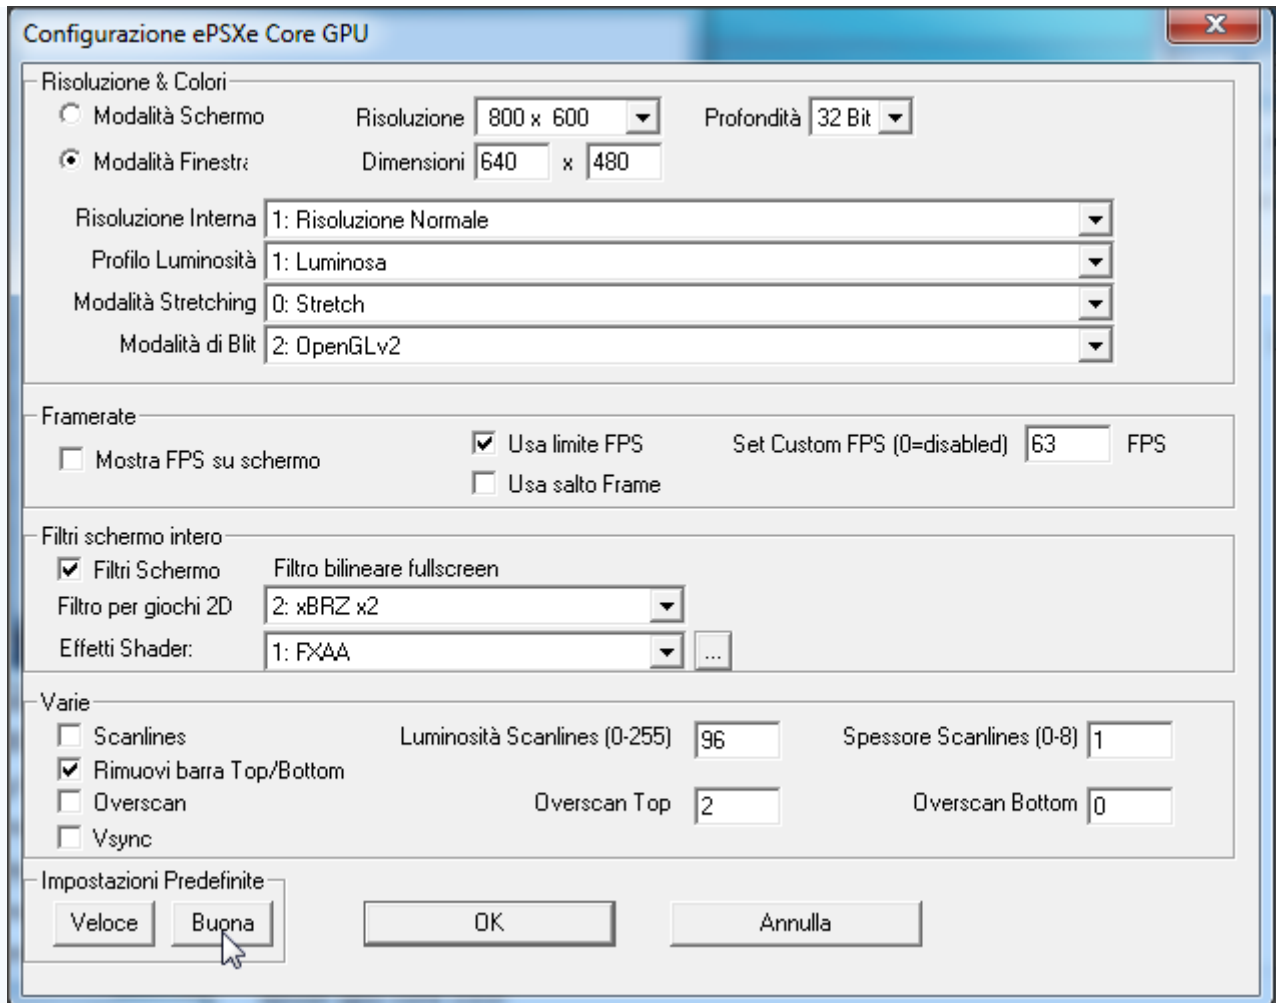 Configurazione ePSXe Core GPU
X
Risoluzione & Colori
Modalità Schermo Risoluzione 800 x 600 Profondità 32 Bit
Modalità Finestra Dimensioni 640 x 480
Risoluzione Interna 1: Risoluzione Normale
Profilo Luminosità 1: Luminosa
Modalità Stretching 0: Stretch
Modalità di Blit 2: OpenGLv2
Framerate
Mostra FPS su schermo Usa limite FPS Set Custom FPS (0=disabled) 63 FPS
Usa salto Frame
Filtri schermo intero
Filtri Schermo Filtro bilineare fullscreen
Filtro per giochi 2D 2: xBRZ x2
Effetti Shader: 1: FXAA ...
Varie
Scanlines Luminosità Scanlines (0-255) 96 Spessore Scanlines (0-8) 1
Rimuovi barra Top/Bottom
Overscan Overscan Top 2 Overscan Bottom 0
Vsync
Impostazioni Predefinite
Veloce Buona OK Annulla